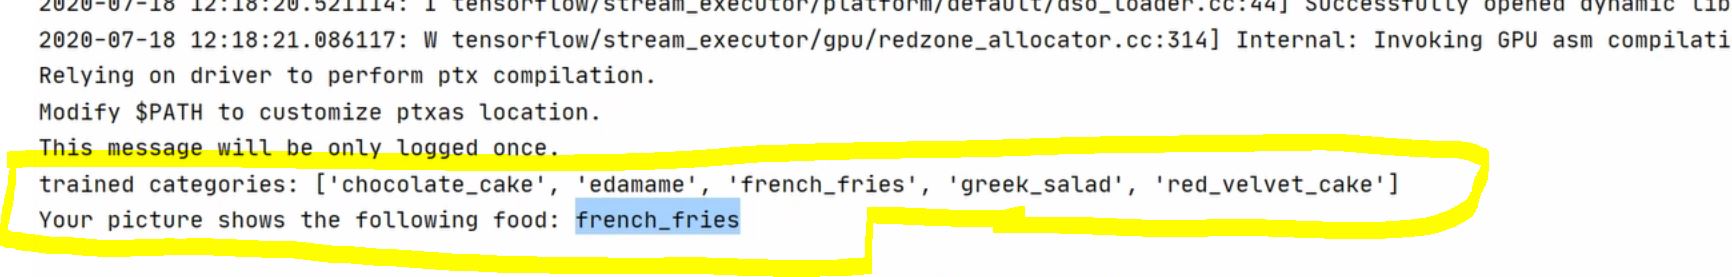 2020-07-18 12:18:20.521114: I tensorflow/stream_executor/platform/default/dso_loader.cc:44] Successfully opened dynamic lib
2020-07-18 12:18:21.086117: W tensorflow/stream_executor/gpu/redzone_allocator.cc:314] Internal: Invoking GPU asm compilati
Relying on driver to perform ptx compilation.
Modify $PATH to customize ptxas location.
This message will be only logged once.
trained categories: ['chocolate_cake', 'edamame', 'french_fries', 'greek_salad', 'red_velvet_cake']
Your picture shows the following food: french_fries